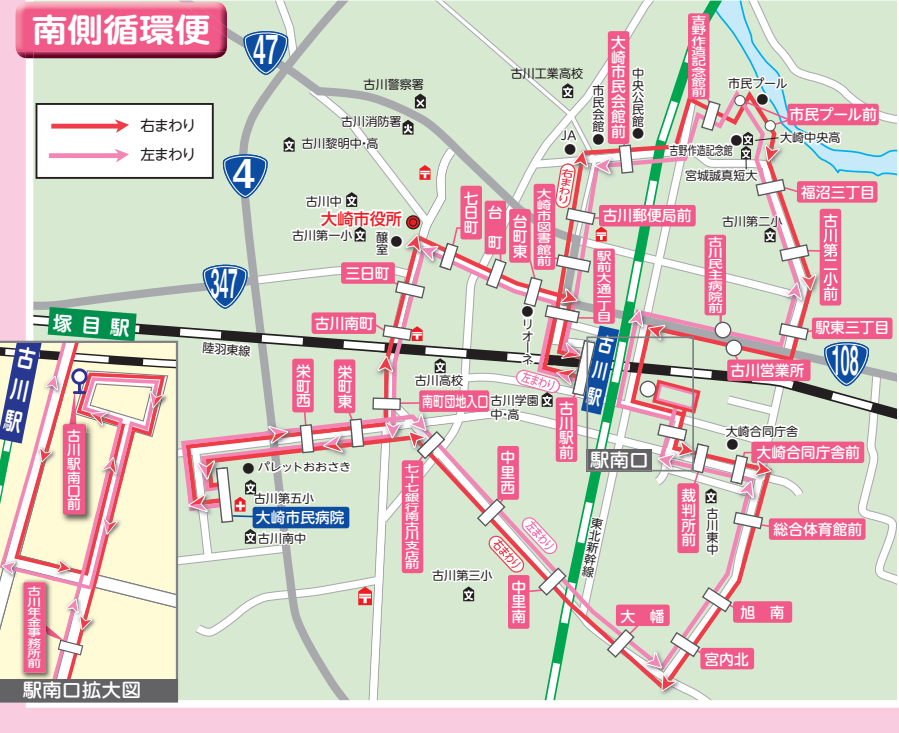 南側循環便
右まわり
左まわり
47
4
347
108
古川警察署
古川消防署
古川黎明中・高
古川中
大崎市役所
古川第一小
醸室
三日町
古川南町
七日町
台町
台町東
大崎市図書館前
リオーネ
古川工業高校
JA
市民会館
中央公民館
大崎市民会館前
吉野作造記念館前
吉野作造記念館
市民プール
市民プール前
大崎中央高
宮城誠真短大
福沼三丁目
古川第二小
古川第二小前
駅東三丁目
古川民主病院前
古川営業所
右まわり
古川郵便局前
駅前大通一丁目
古川駅
古川駅前
左まわり
塚目駅
陸羽東線
古川高校
古川学園
中・高
南町団地入口
栄町西
栄町東
パレットおおさき
古川第五小
大崎市民病院
古川南中
七十七銀行南古川支店前
中里西
左まわり
右まわり
中里南
古川第三小
大幡
宮内北
旭南
総合体育館前
大崎合同庁舎
大崎合同庁舎前
裁判所前
古川東中
駅南口
東北新幹線
古川駅
古川駅南口前
古川年金事務所前
駅南口拡大図